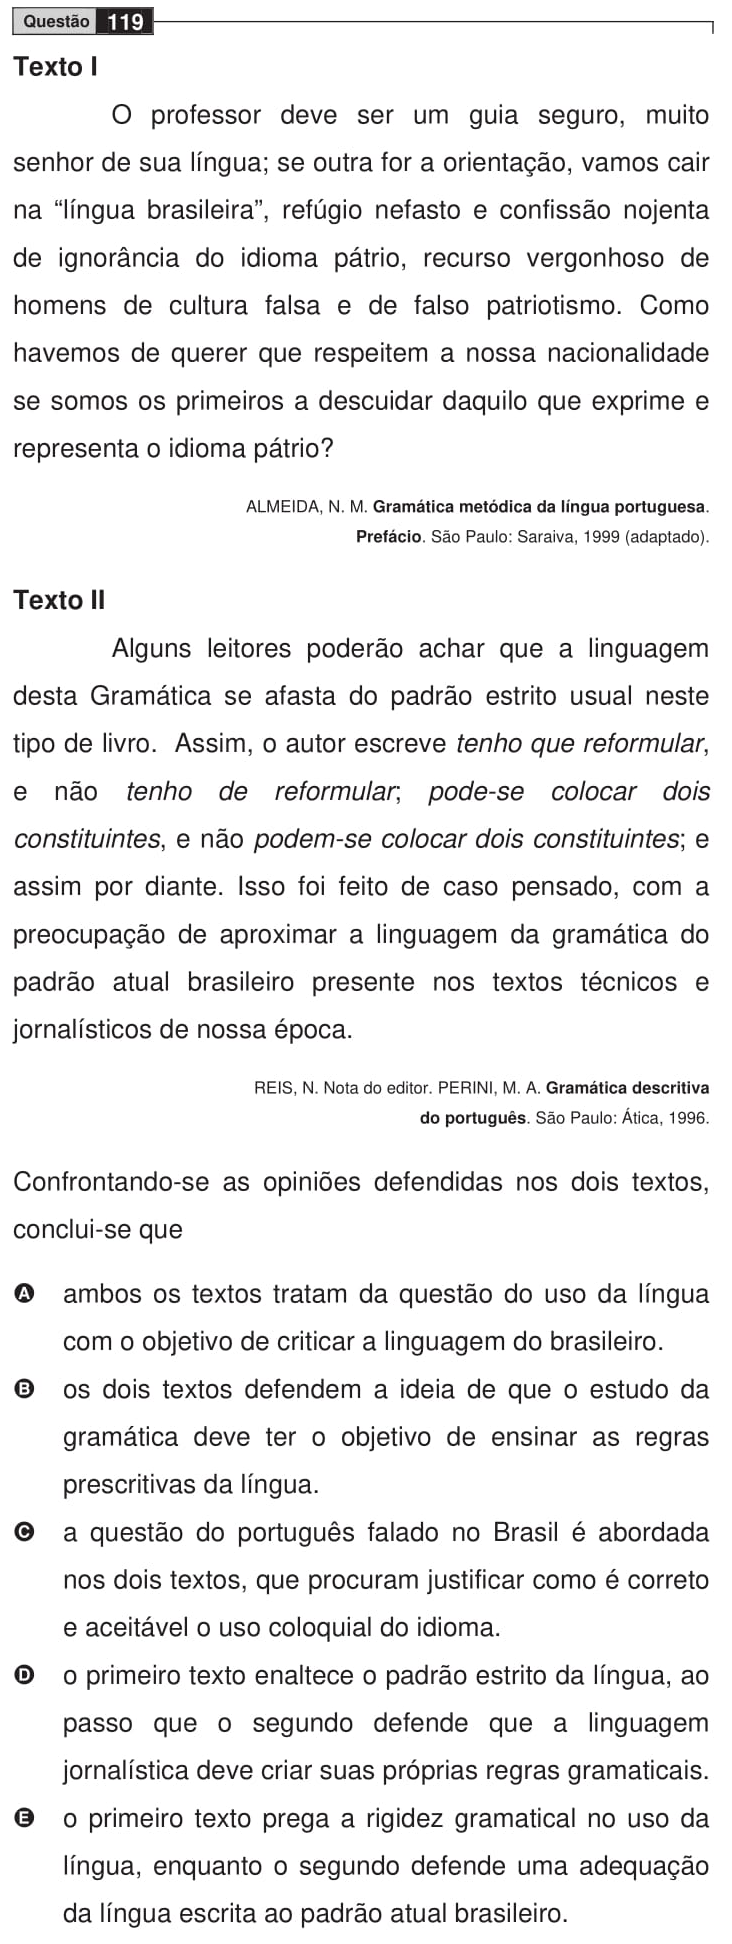 Questão 119
Texto I
O professor deve ser um guia seguro, muito
senhor de sua língua; se outra for a orientação, vamos cair
na “língua brasileira”, refúgio nefasto e confissão nojenta
de ignorância do idioma pátrio, recurso vergonhoso de
homens de cultura falsa e de falso patriotismo. Como
havemos de querer que respeitem a nossa nacionalidade
se somos os primeiros a descuidar daquilo que exprime e
representa o idioma pátrio?
ALMEIDA, N. M. Gramática metódica da língua portuguesa.
Prefácio. São Paulo: Saraiva, 1999 (adaptado).
Texto II
Alguns leitores poderão achar que a linguagem
desta Gramática se afasta do padrão estrito usual neste
tipo de livro. Assim, o autor escreve tenho que reformular,
e não tenho de reformular; pode-se colocar dois
constituintes, e não podem-se colocar dois constituintes; e
assim por diante. Isso foi feito de caso pensado, com a
preocupação de aproximar a linguagem da gramática do
padrão atual brasileiro presente nos textos técnicos e
jornalísticos de nossa época.
REIS, N. Nota do editor. PERINI, M. A. Gramática descritiva
do português. São Paulo: Ática, 1996.
Confrontando-se as opiniões defendidas nos dois textos,
conclui-se que
A ambos os textos tratam da questão do uso da língua
com o objetivo de criticar a linguagem do brasileiro.
B os dois textos defendem a ideia de que o estudo da
gramática deve ter o objetivo de ensinar as regras
prescritivas da língua.
C a questão do português falado no Brasil é abordada
nos dois textos, que procuram justificar como é correto
e aceitável o uso coloquial do idioma.
D o primeiro texto enaltece o padrão estrito da língua, ao
passo que o segundo defende que a linguagem
jornalística deve criar suas próprias regras gramaticais.
E o primeiro texto prega a rigidez gramatical no uso da
língua, enquanto o segundo defende uma adequação
da língua escrita ao padrão atual brasileiro.